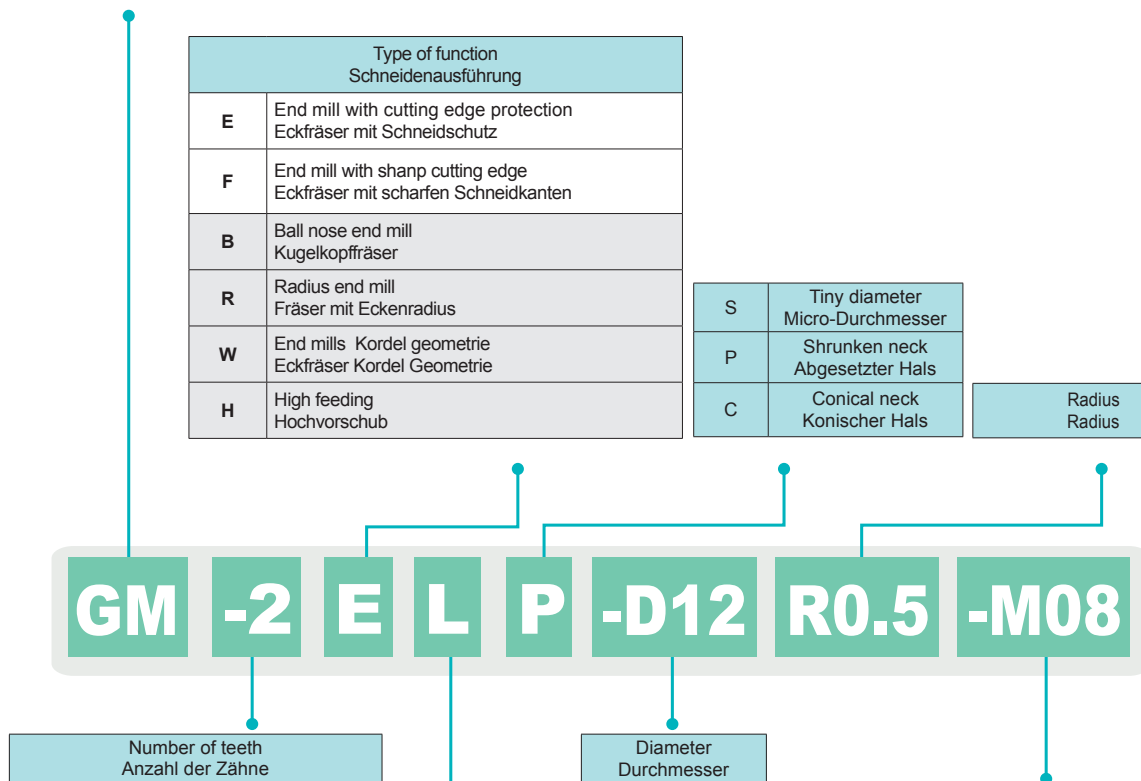 Type of function
Schneidenausführung
E
End mill with cutting edge protection
Eckfräser mit Schneidschutz
F
End mill with shanp cutting edge
Eckfräser mit scharfen Schneidkanten
B
Ball nose end mill
Kugelkopffräser
R
Radius end mill
Fräser mit Eckenradius
W
End mills Kordel geometrie
Eckfräser Kordel Geometrie
H
High feeding
Hochvorschub
S
Tiny diameter
Micro-Durchmesser
P
Shrunken neck
Abgesetzter Hals
C
Conical neck
Konischer Hals
Radius
Radius
GM -2 E L P -D12 R0.5 -M08
Number of teeth
Anzahl der Zähne
Diameter
Durchmesser